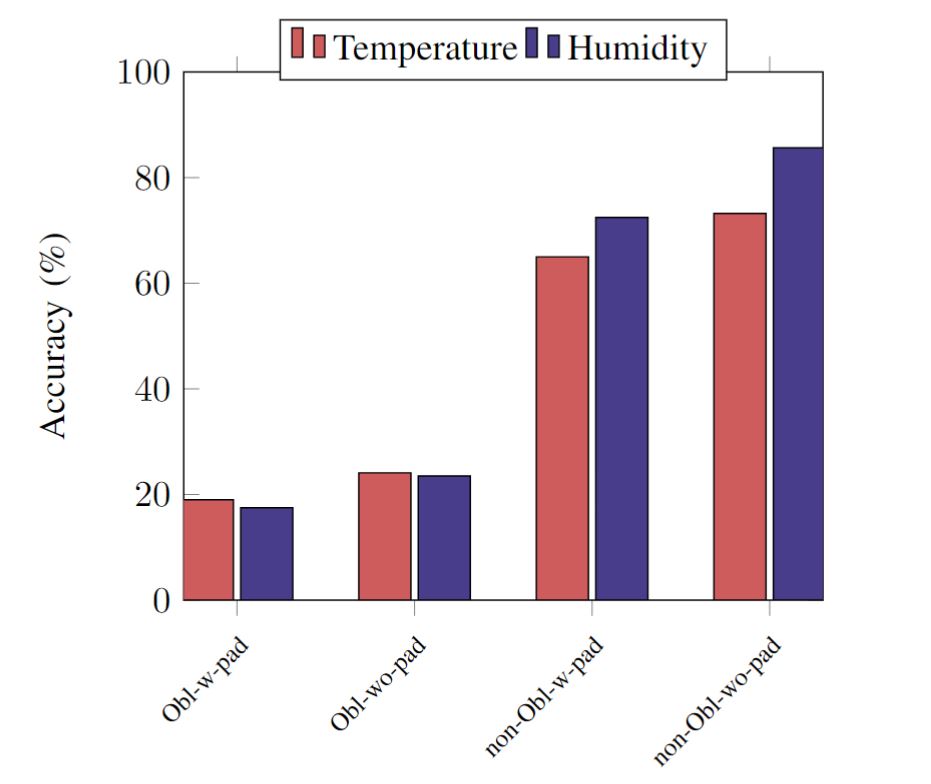 Temperature Humidity
100
80
60
40
20
0
Accuracy (%)
Obl-w-pad
Obl-wo-pad
non-Obl-w-pad
non-Obl-wo-pad